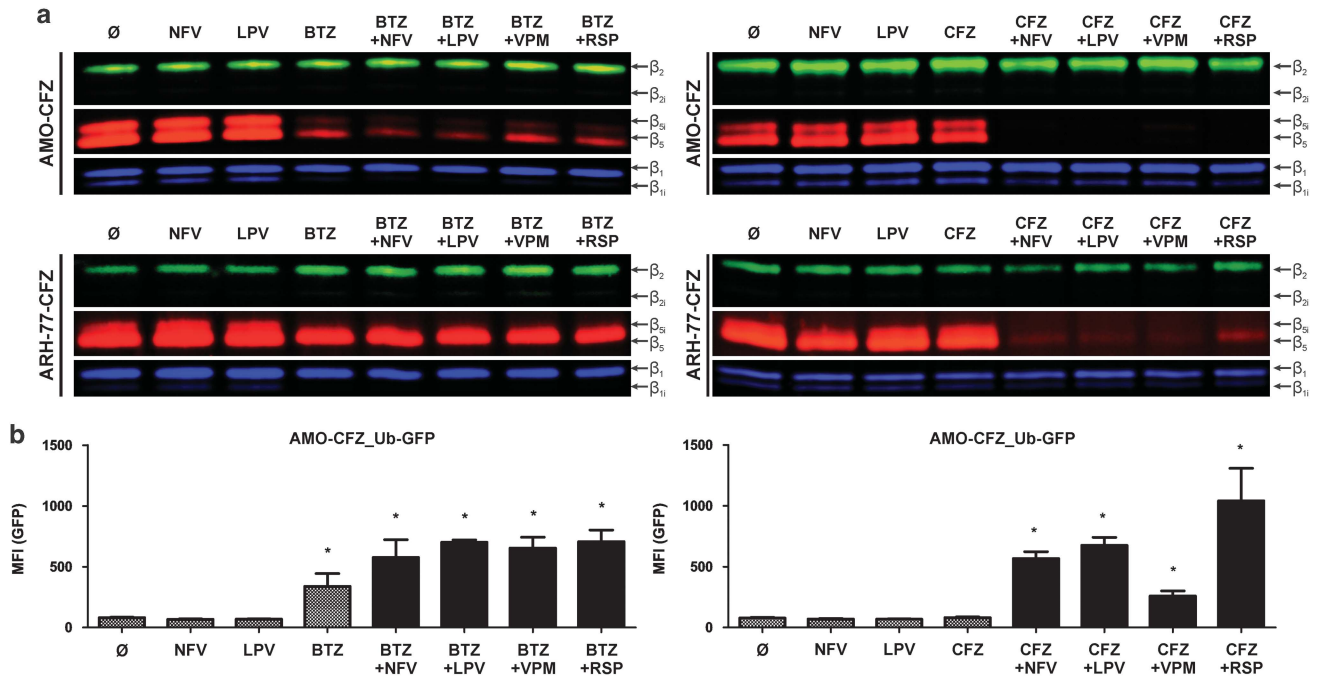 a
Ø NFV LPV BTZ BTZ +NFV BTZ +LPV BTZ +VPM BTZ +RSP
AMO-CFZ
β2
β2i
β5i
β5
β1
β1i
Ø NFV LPV CFZ CFZ +NFV CFZ +LPV CFZ +VPM CFZ +RSP
AMO-CFZ
β2
β2i
β5i
β5
β1
β1i
Ø NFV LPV BTZ BTZ +NFV BTZ +LPV BTZ +VPM BTZ +RSP
ARH-77-CFZ
β2
β2i
β5i
β5
β1
β1i
Ø NFV LPV CFZ CFZ +NFV CFZ +LPV CFZ +VPM CFZ +RSP
ARH-77-CFZ
β2
β2i
β5i
β5
β1
β1i
b
AMO-CFZ_Ub-GFP
MFI (GFP)
1500
1000
500
0
* * * * *
Ø NFV LPV BTZ BTZ +NFV BTZ +LPV BTZ +VPM BTZ +RSP
AMO-CFZ_Ub-GFP
MFI (GFP)
1500
1000
500
0
* * * *
Ø NFV LPV CFZ CFZ +NFV CFZ +LPV CFZ +VPM CFZ +RSP